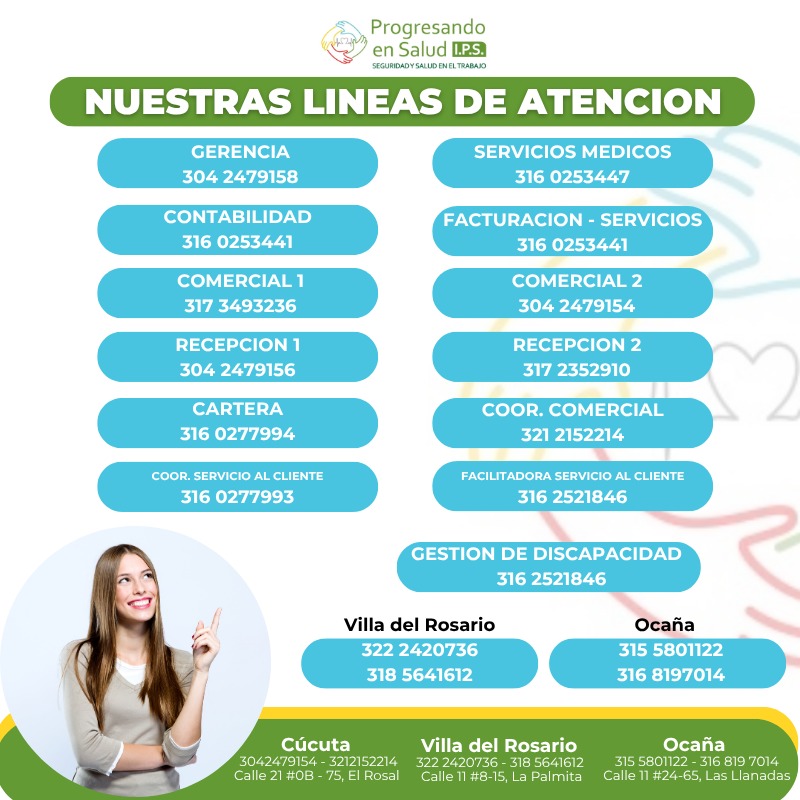 Progresando
en Salud I.P.S.
SEGURIDAD Y SALUD EN EL TRABAJO
NUESTRAS LINEAS DE ATENCION
GERENCIA
304 2479158
SERVICIOS MEDICOS
316 0253447
CONTABILIDAD
316 0253441
FACTURACION - SERVICIOS
316 0253441
COMERCIAL 1
317 3493236
COMERCIAL 2
304 2479154
RECEPCION 1
304 2479156
RECEPCION 2
317 2352910
CARTERA
316 0277994
COOR. COMERCIAL
321 2152214
COOR. SERVICIO AL CLIENTE
316 0277993
FACILITADORA SERVICIO AL CLIENTE
316 2521846
GESTION DE DISCAPACIDAD
316 2521846
Villa del Rosario
322 2420736
318 5641612
Ocaña
315 5801122
316 8197014
Cúcuta
3042479154 - 3212152214
Calle 21 #0B - 75, El Rosal
Villa del Rosario
322 2420736 - 318 5641612
Calle 11 #8-15, La Palmita
Ocaña
315 5801122 - 316 819 7014
Calle 11 #24-65, Las Llanadas